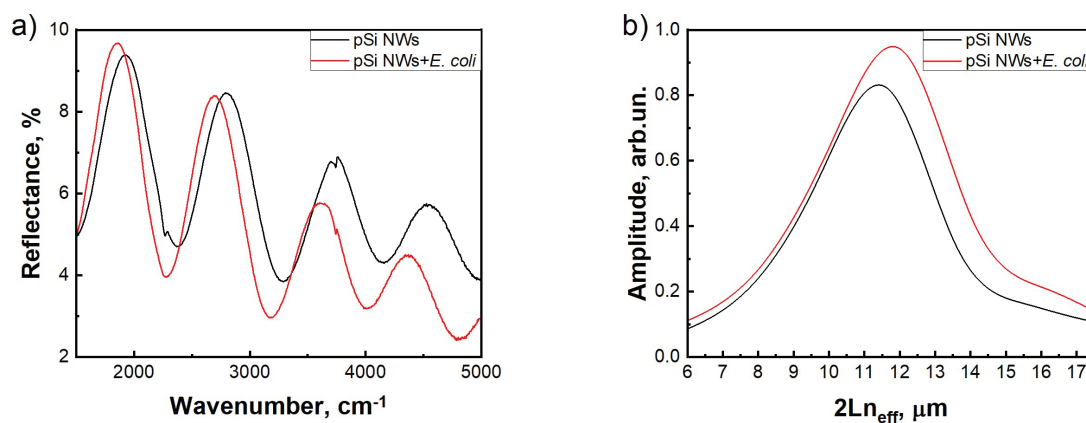 a)
pSi NWs
pSi NWs+E. coli
10
8
6
4
2
Reflectance, %
2000 3000 4000 5000
Wavenumber, cm⁻¹
b)
pSi NWs
pSi NWs+E. coli
1.0
0.8
0.6
0.4
0.2
0.0
Amplitude, arb.un.
6 7 8 9 10 11 12 13 14 15 16 17
2Lnₑff, μm